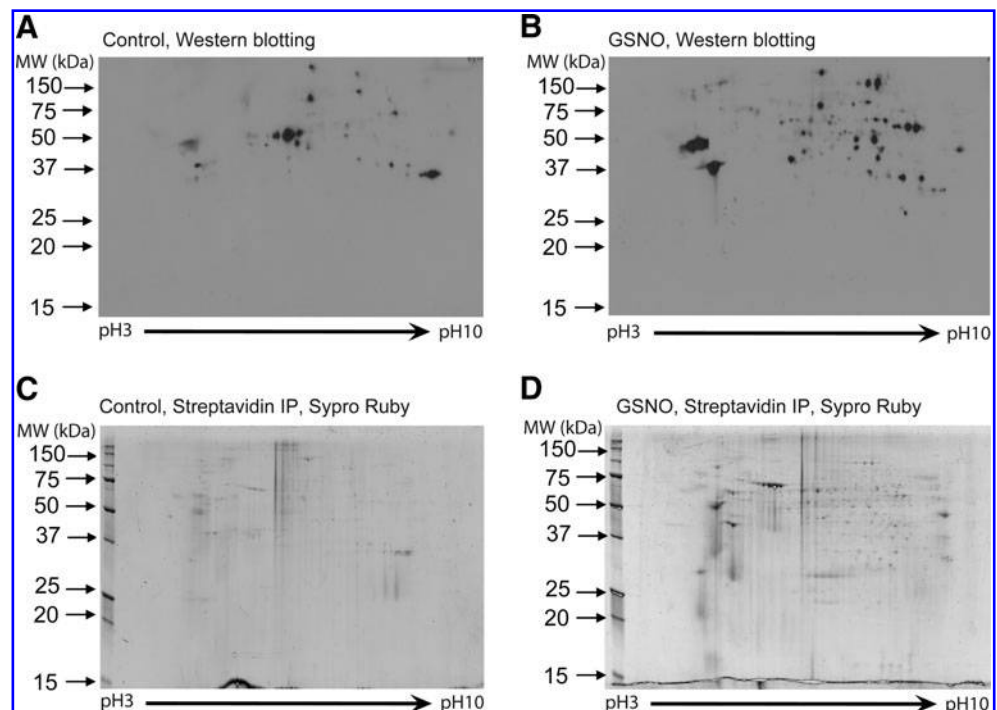 A
Control, Western blotting
MW (kDa)
150
75
50
37
25
20
15
pH3
pH10
B
GSNO, Western blotting
MW (kDa)
150
75
50
37
25
20
15
pH3
pH10
C
Control, Streptavidin IP, Sypro Ruby
MW (kDa)
150
75
50
37
25
20
15
pH3
pH10
D
GSNO, Streptavidin IP, Sypro Ruby
MW (kDa)
150
75
50
37
25
20
15
pH3
pH10